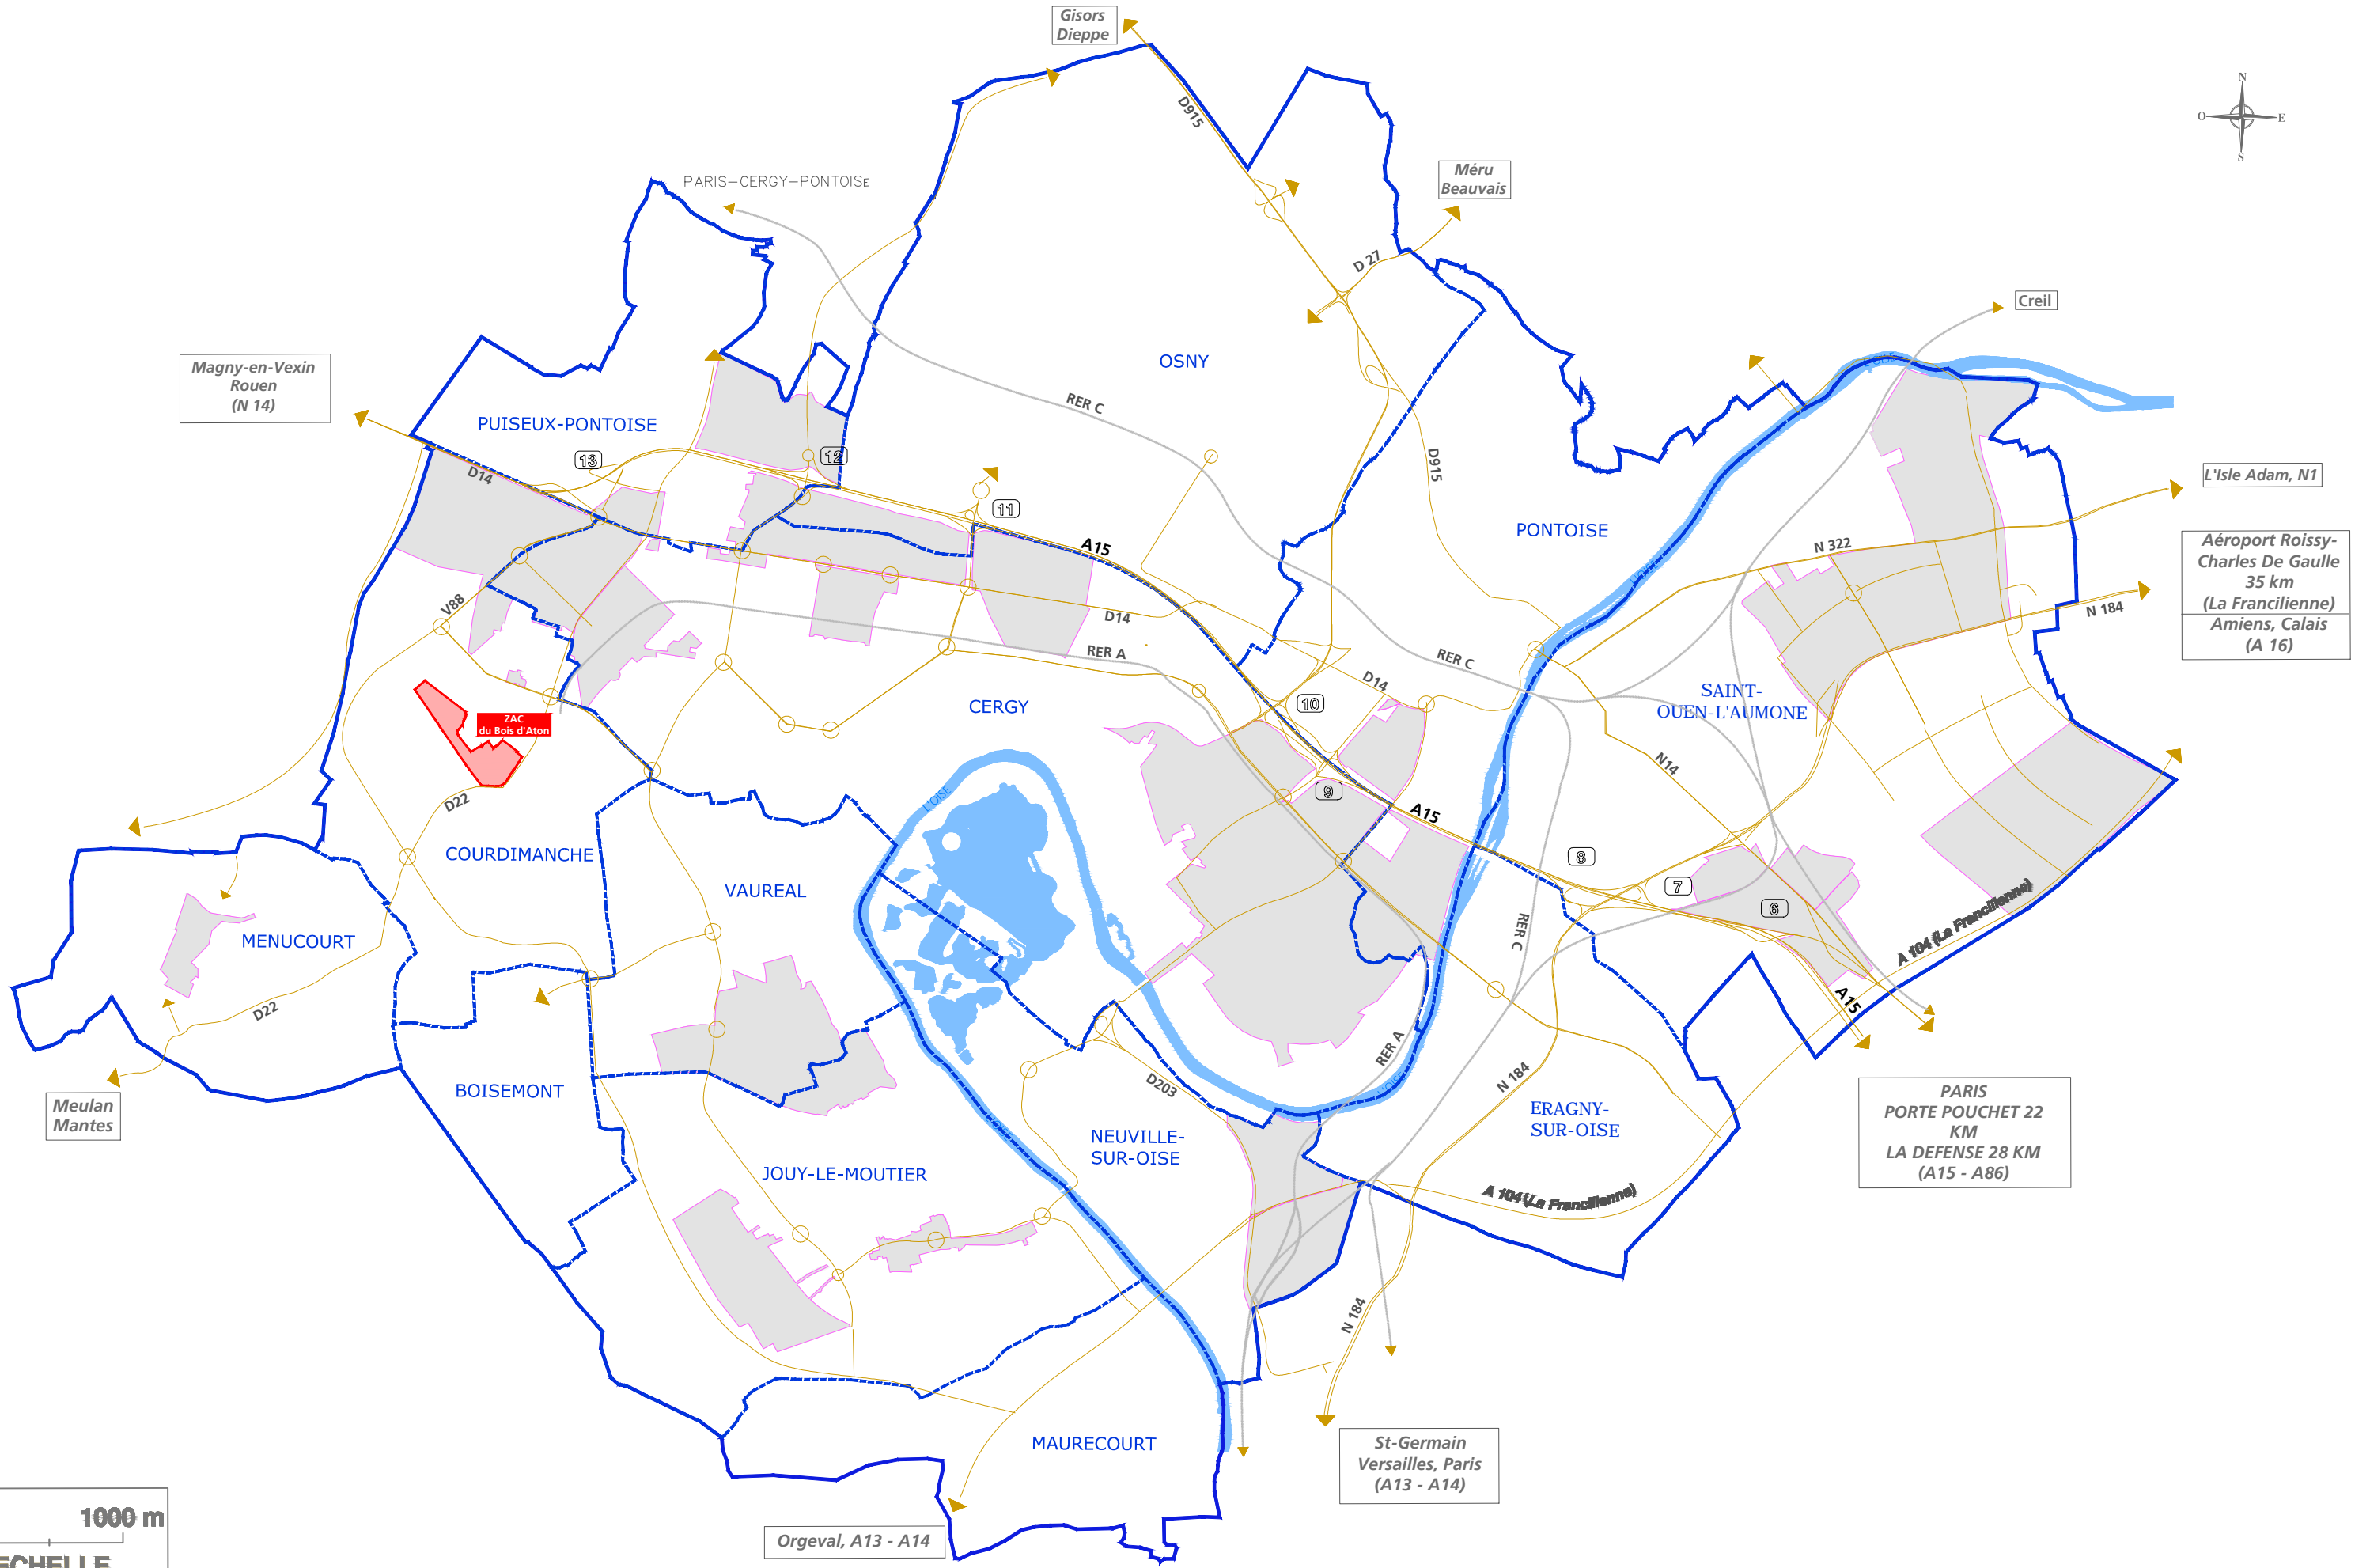 Gisors
Dieppe
N
O
E
S
D915
Méru
Beauvais
PARIS-CERGY-PONTOISE
D 27
Creil
L'OISE
Magny-en-Vexin
Rouen
(N 14)
OSNY
RER C
PUISEUX-PONTOISE
13
12
D14
D915
11
L'Isle Adam, N1
PONTOISE
A15
N 322
Aéroport Roissy-
Charles De Gaulle
35 km
(La Francilienne)
Amiens, Calais
(A 16)
V88
D14
N 184
RER A
RER C
D14
SAINT-
OUEN-L'AUMONE
CERGY
10
ZAC
du Bois d'Aton
N14
D22
L'OISE
9
A15
COURDIMANCHE
8
VAUREAL
7
6
RER C
A 104 (La Francilienne)
MENUCOURT
D22
A15
RER A
BOISEMONT
D203
N 184
Meulan
Mantes
PARIS
PORTE POUCHET 22
KM
LA DEFENSE 28 KM
(A15 - A86)
ERAGNY-
SUR-OISE
NEUVILLE-
SUR-OISE
JOUY-LE-MOUTIER
A 104 (La Francilienne)
N 184
MAURECOURT
St-Germain
Versailles, Paris
(A13 - A14)
1000 m
ECHELLE
Orgeval, A13 - A14